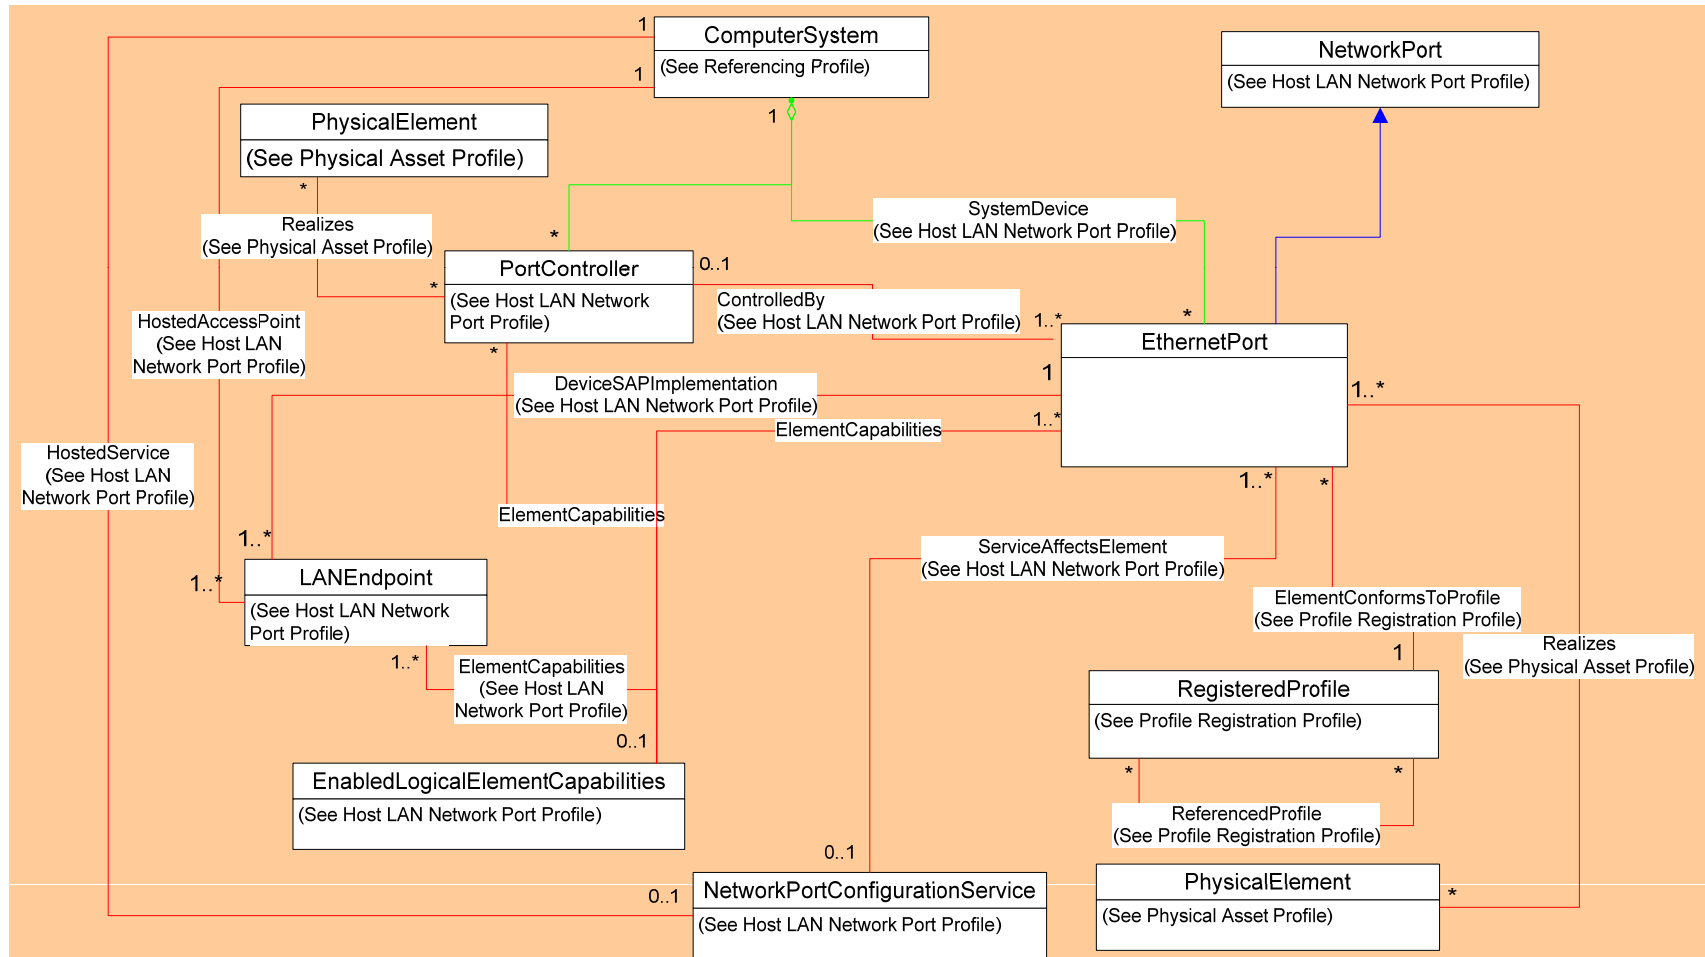 1
ComputerSystem
(See Referencing Profile)
1
1
NetworkPort
(See Host LAN Network Port Profile)
PhysicalElement
(See Physical Asset Profile)
*
Realizes
(See Physical Asset Profile)
*
*
SystemDevice
(See Host LAN Network Port Profile)
*
PortController
(See Host LAN Network
Port Profile)
*
0..1
ControlledBy
(See Host LAN Network Port Profile)
1..*
EthernetPort
HostedAccessPoint
(See Host LAN
Network Port Profile)
1
DeviceSAPImplementation
(See Host LAN Network Port Profile)
1..*
1..*
ElementCapabilities
HostedService
(See Host LAN
Network Port Profile)
1..*
*
ElementCapabilities
1..*
ServiceAffectsElement
(See Host LAN Network Port Profile)
1..*
LANEndpoint
(See Host LAN Network
Port Profile)
ElementConformsToProfile
(See Profile Registration Profile)
1
Realizes
(See Physical Asset Profile)
1..*
ElementCapabilities
(See Host LAN
Network Port Profile)
RegisteredProfile
(See Profile Registration Profile)
0..1
EnabledLogicalElementCapabilities
(See Host LAN Network Port Profile)
*
*
ReferencedProfile
(See Profile Registration Profile)
0..1
0..1
NetworkPortConfigurationService
(See Host LAN Network Port Profile)
PhysicalElement
(See Physical Asset Profile)
*